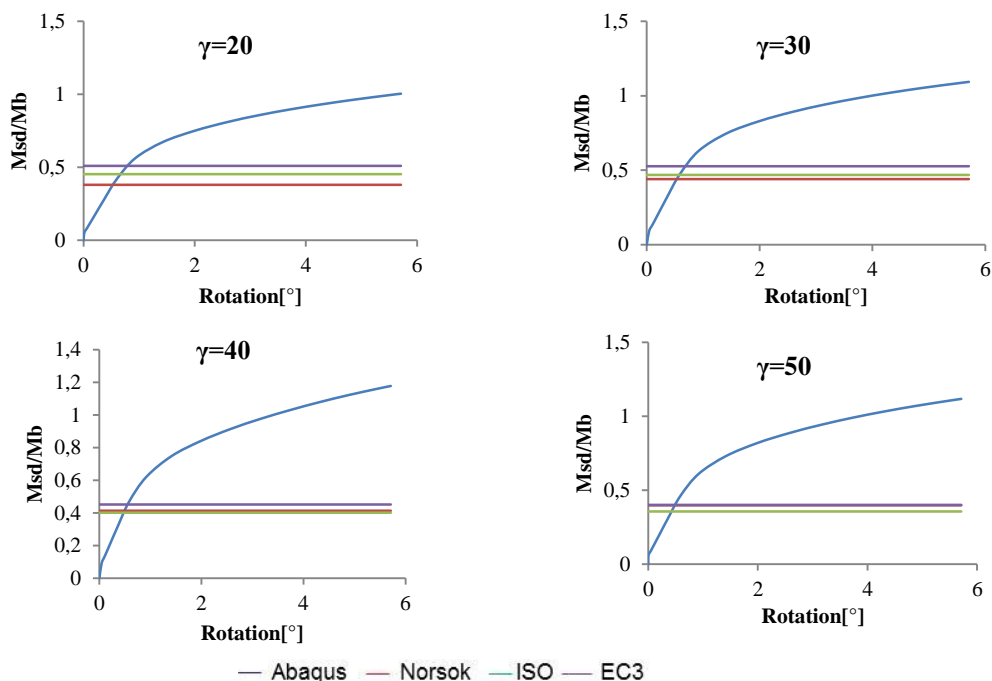 γ=20
Msd/Mb
1,5
1
0,5
0
0 2 4 6
Rotation[°]
γ=30
Msd/Mb
1,5
1
0,5
0
0 2 4 6
Rotation[°]
γ=40
Msd/Mb
1,4
1,2
1
0,8
0,6
0,4
0,2
0
0 2 4 6
Rotation[°]
γ=50
Msd/Mb
1,5
1
0,5
0
0 2 4 6
Rotation[°]
Abaqus Norsok ISO EC3